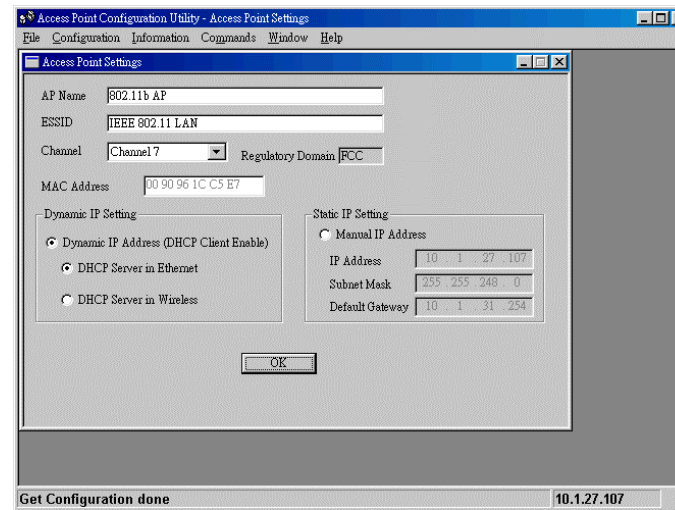 Access Point Configuration Utility - Access Point Settings
File Configuration Information Commands Window Help
Access Point Settings
AP Name 802.11b AP
ESSID IEEE 802.11 LAN
Channel Channel 7 Regulatory Domain FCC
MAC Address 00 90 96 1C C5 E7
Dynamic IP Setting
Dynamic IP Address (DHCP Client Enable)
DHCP Server in Ethernet
DHCP Server in Wireless
Static IP Setting
Manual IP Address
IP Address 10 . 1 . 27 . 107
Subnet Mask 255 . 255 . 248 . 0
Default Gateway 10 . 1 . 31 . 254
OK
Get Configuration done 10.1.27.107